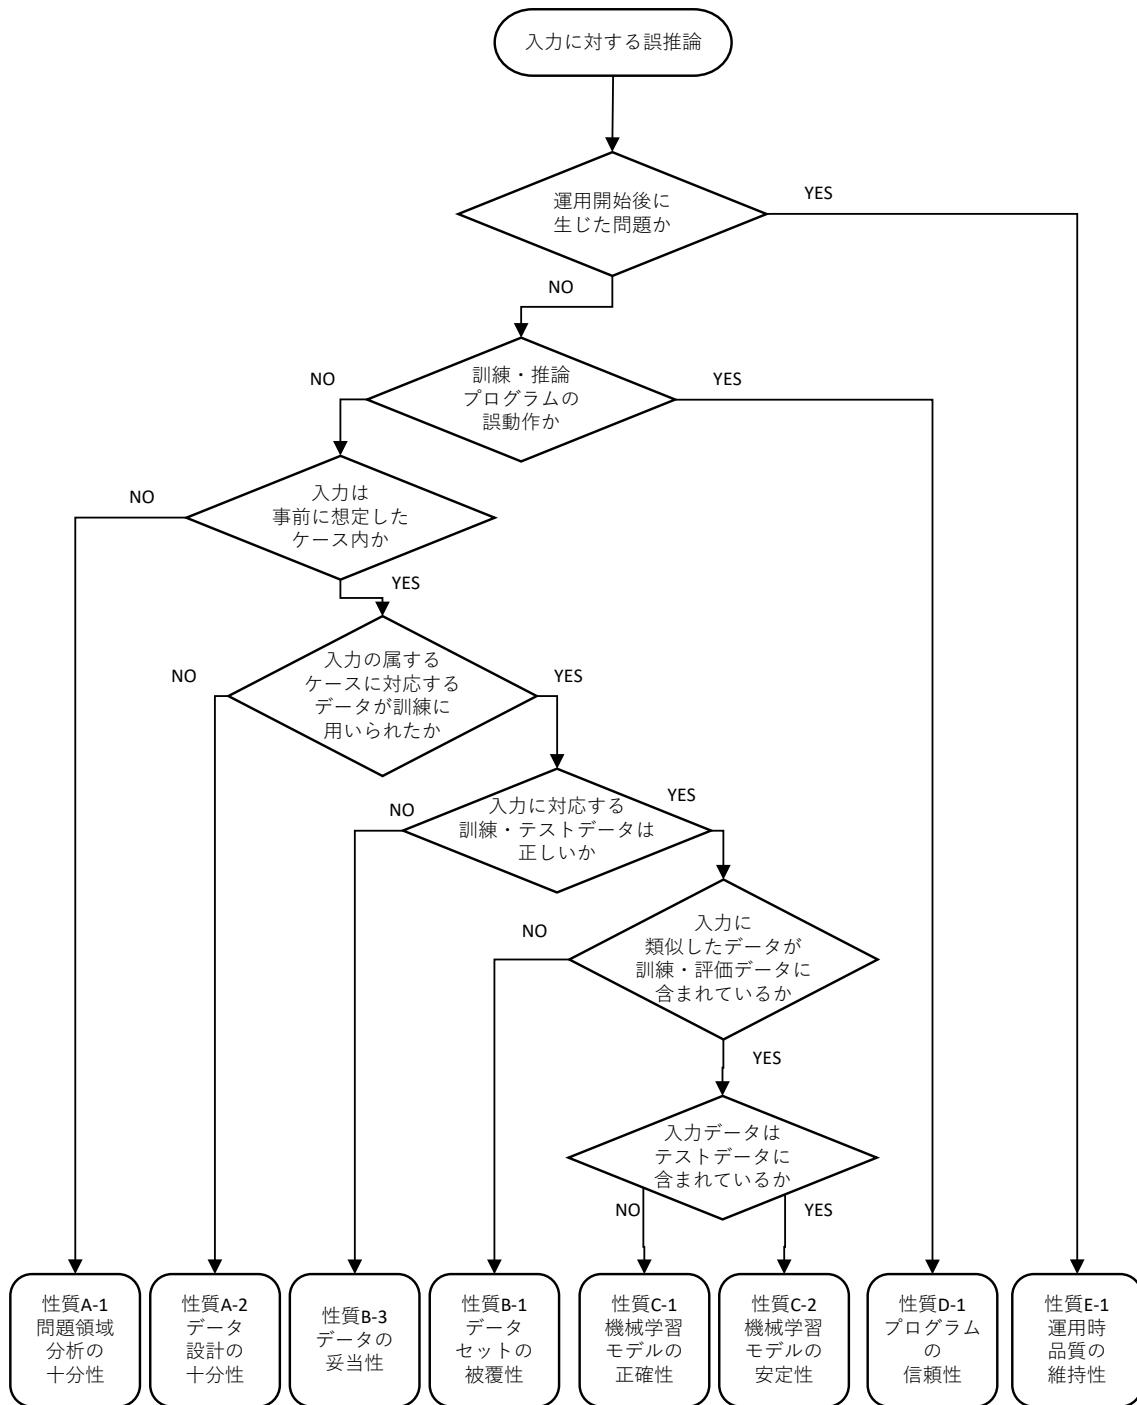 入力に対する誤推論
運用開始後に
生じた問題か
YES
NO
訓練・推論
プログラムの
誤動作か
NO
YES
入力は
事前に想定した
ケース内か
NO
YES
入力の属する
ケースに対応する
データが訓練に
用いられたか
NO
YES
入力に対応する
訓練・テストデータは
正しいか
NO
YES
入力に
類似したデータが
訓練・評価データに
含まれているか
NO
YES
入力データは
テストデータに
含まれているか
NO
YES
性質A-1
問題領域
分析の
十分性
性質A-2
データ
設計の
十分性
性質B-3
データの
妥当性
性質B-1
データ
セットの
被覆性
性質C-1
機械学習
モデルの
正確性
性質C-2
機械学習
モデルの
安定性
性質D-1
プログラム
の
信頼性
性質E-1
運用時
品質の
維持性